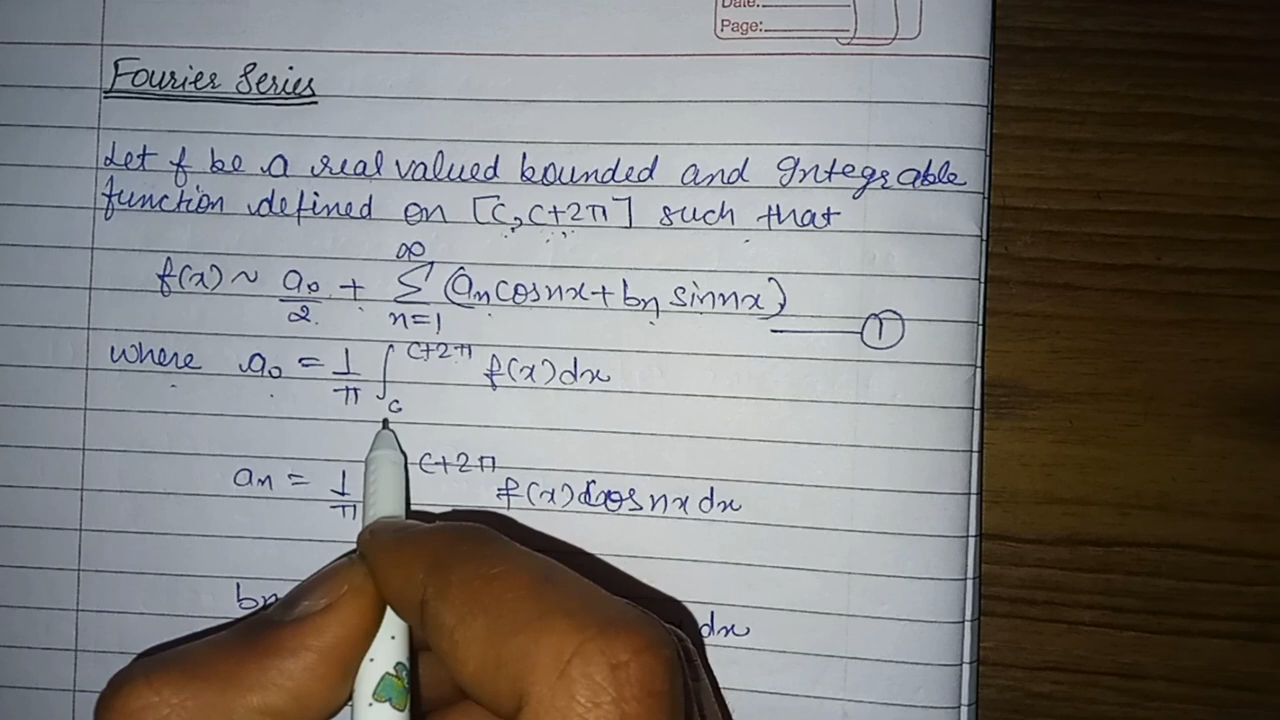 Date:
Page:
Fourier Series
Let f be a real valued bounded and Integrable
function defined on [C, C+2π] such that
f(x) ~ a₀/2 + ∞ Σ n=1 (aₙ cos nx + bₙ sin nx) — ①
where a₀ = 1/π ∫_c^{C+2π} f(x) dx
aₙ = 1/π C+2π f(x) cos nx dx
bₙ dx